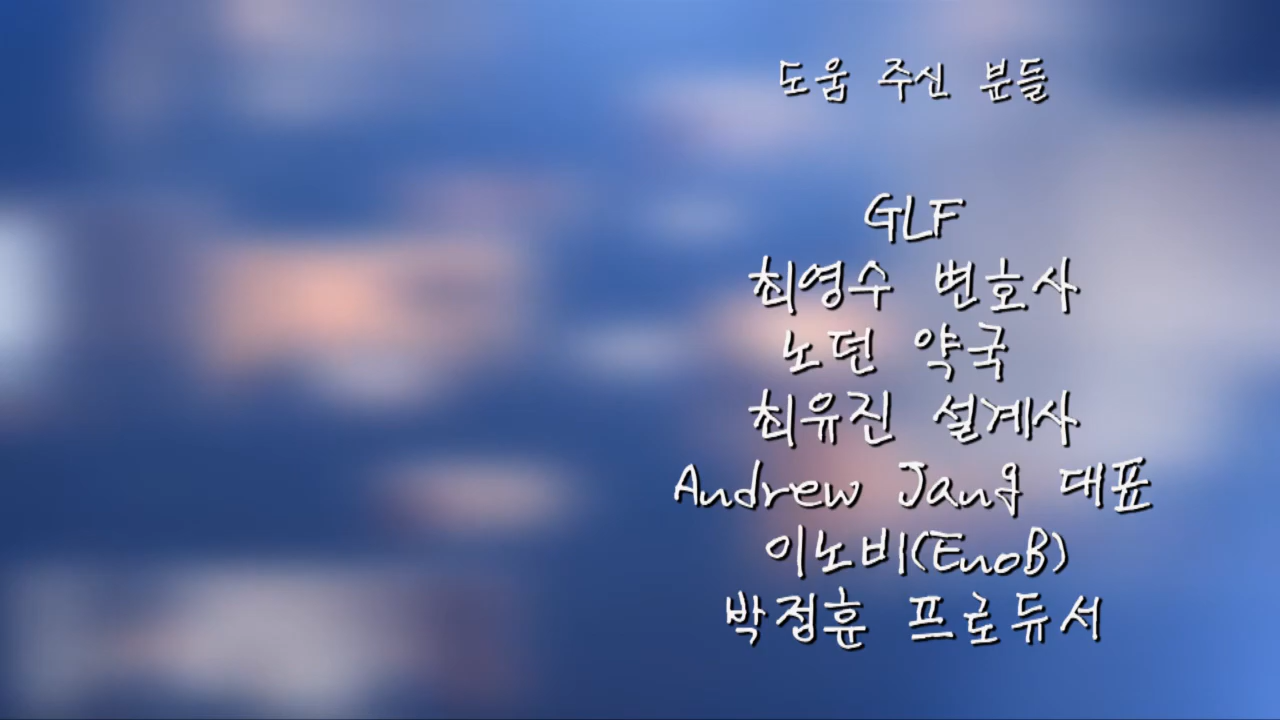 도움 주신 분들
GLF
최영수 변호사
노던 약국
최유진 설계사
Andrew Jang 대표
이노비(EnoB)
박정훈 프로듀서